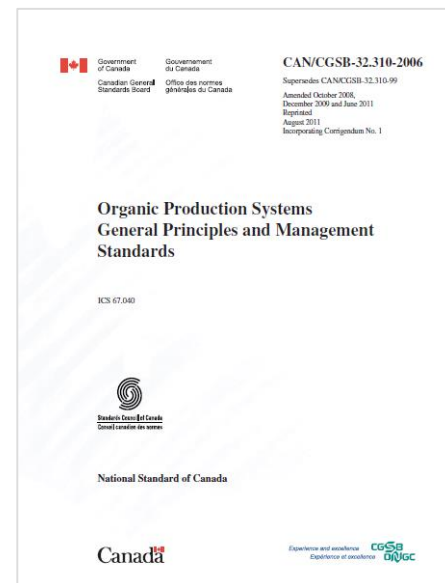 Government
of Canada
Gouvernement
du Canada
Canadian General
Standards Board
Office des normes
générales du Canada
CAN/CGSB-32.310-2006
Supersedes CAN/CGSB-32.310-99
Amended October 2008,
December 2009 and June 2011
Reprinted
August 2011
Incorporating Corrigendum No. 1
Organic Production Systems
General Principles and Management
Standards
ICS 67.040
Standards Council of Canada
Conseil canadien des normes
National Standard of Canada
Canada
Experience and excellence
Expérience et excellence
CGSB
ONGC